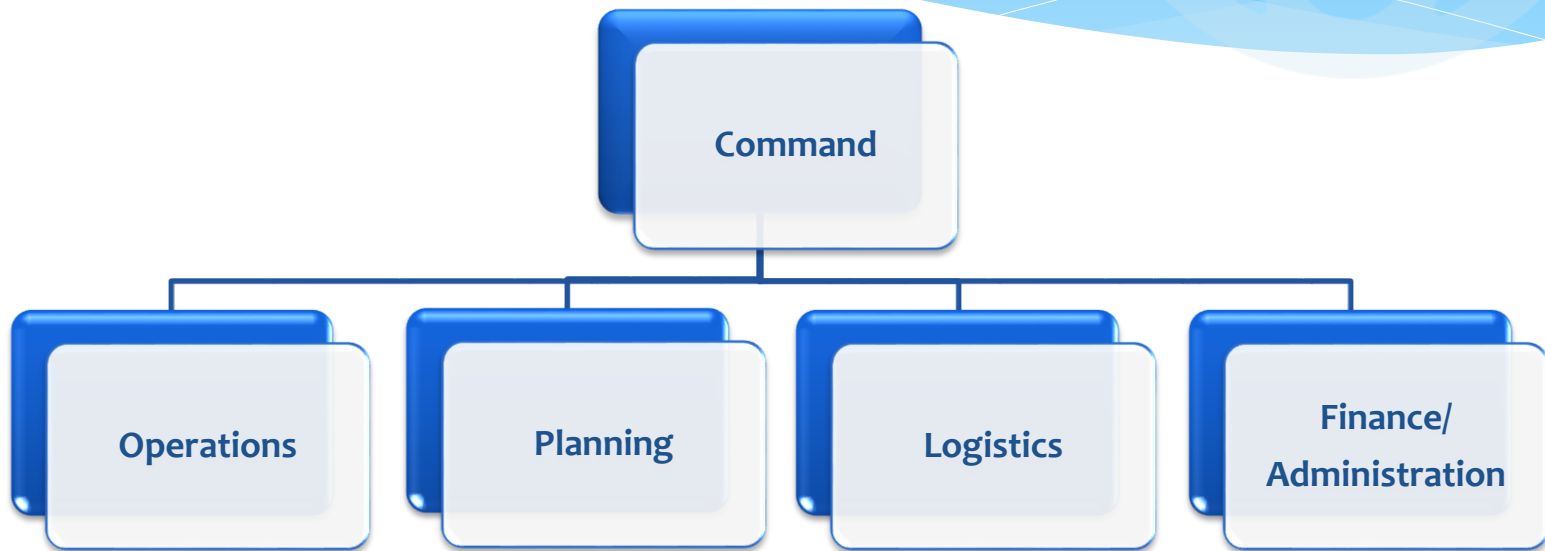 Command
Operations
Planning
Logistics
Finance/
Administration